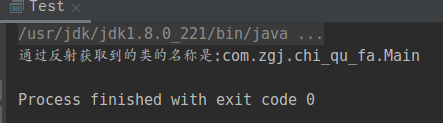 Test
/usr/jdk/jdk1.8.0_221/bin/java ...
通过反射获取到的类的名称是:com.zgj.chi_qu_fa.Main
Process finished with exit code 0